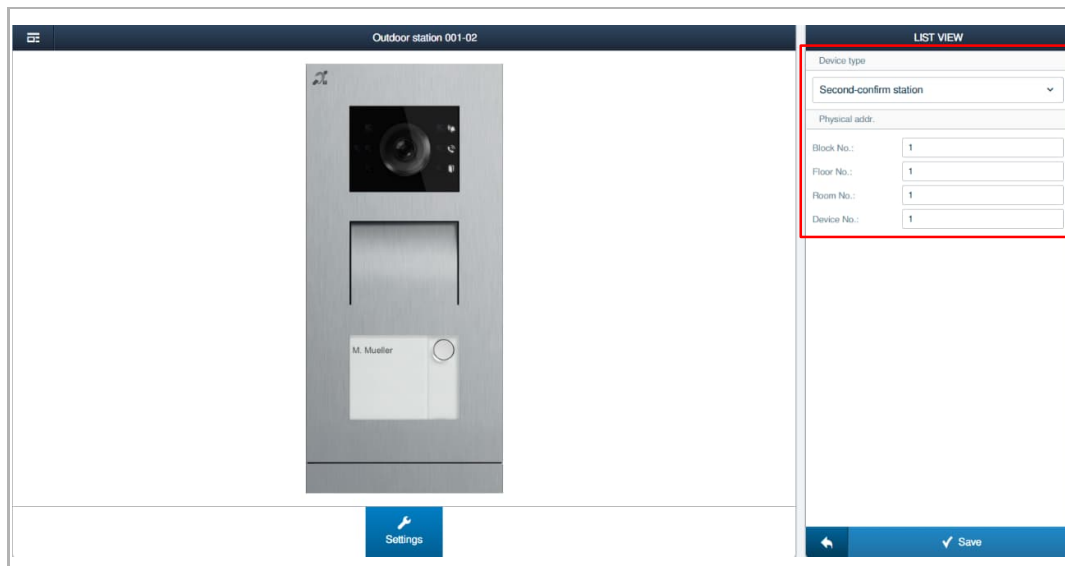 Outdoor station 001-02
M. Mueller
Settings
LIST VIEW
Device type
Second-confirm station
Physical addr.
Block No.: 1
Floor No.: 1
Room No.: 1
Device No.: 1
Save